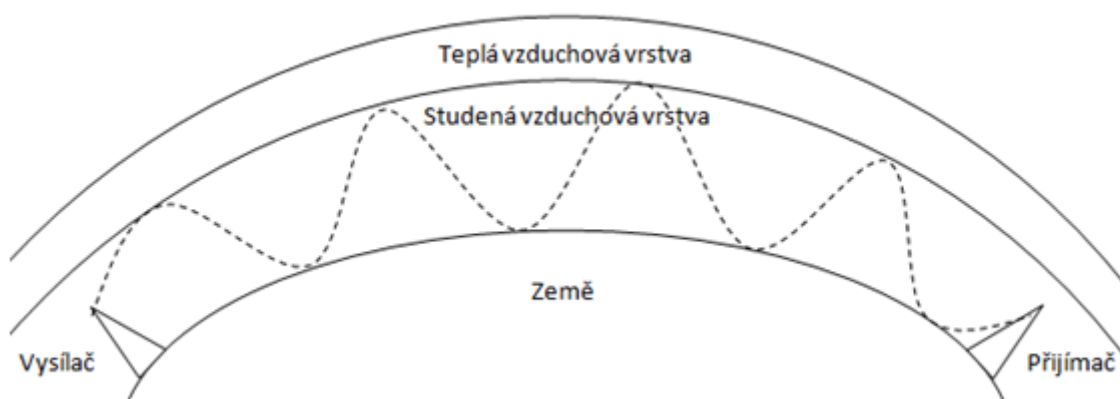 Teplá vzduchová vrstva
Studená vzduchová vrstva
Země
Vysílač
Přijímač